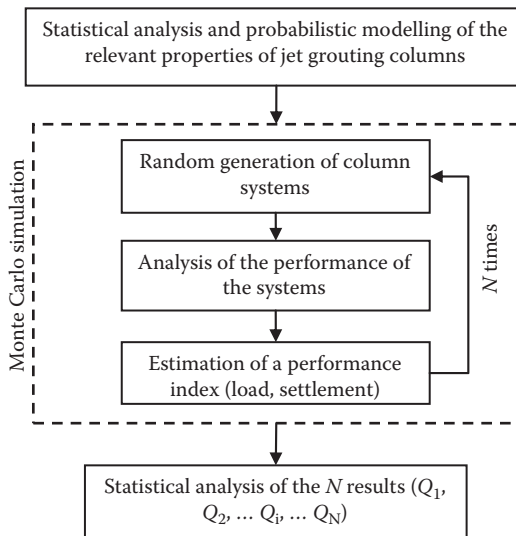 Statistical analysis and probabilistic modelling of the
relevant properties of jet grouting columns
Monte Carlo simulation
Random generation of column
systems
Analysis of the performance of
the systems
Estimation of a performance
index (load, settlement)
N times
Statistical analysis of the N results (Q1,
Q2, ... Qi, ... QN)